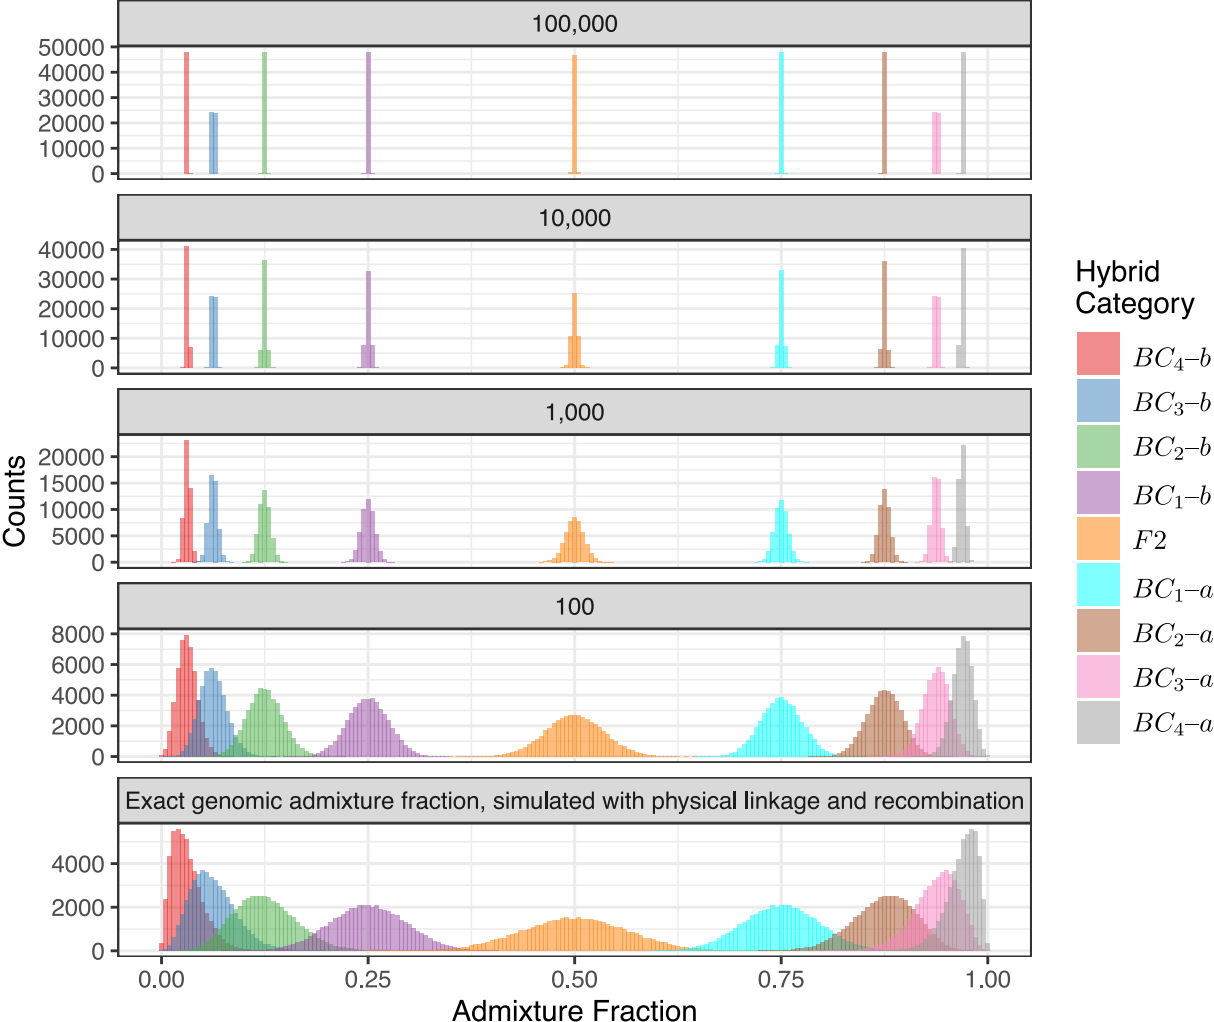 100,000
50000
40000
30000
20000
10000
0
10,000
40000
30000
20000
10000
0
1,000
20000
15000
10000
5000
0
100
8000
6000
4000
2000
0
Exact genomic admixture fraction, simulated with physical linkage and recombination
4000
2000
0
0.00 0.25 0.50 0.75 1.00
Admixture Fraction
Counts
Hybrid
Category
BC₄–b
BC₃–b
BC₂–b
BC₁–b
F2
BC₁–a
BC₂–a
BC₃–a
BC₄–a